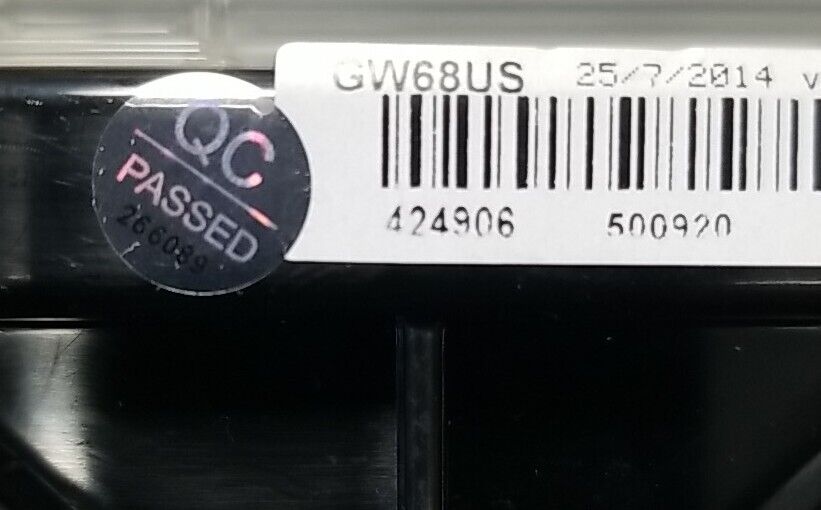 GW68US 25/7/2014 v
424906 500920
QC
PASSED
266089